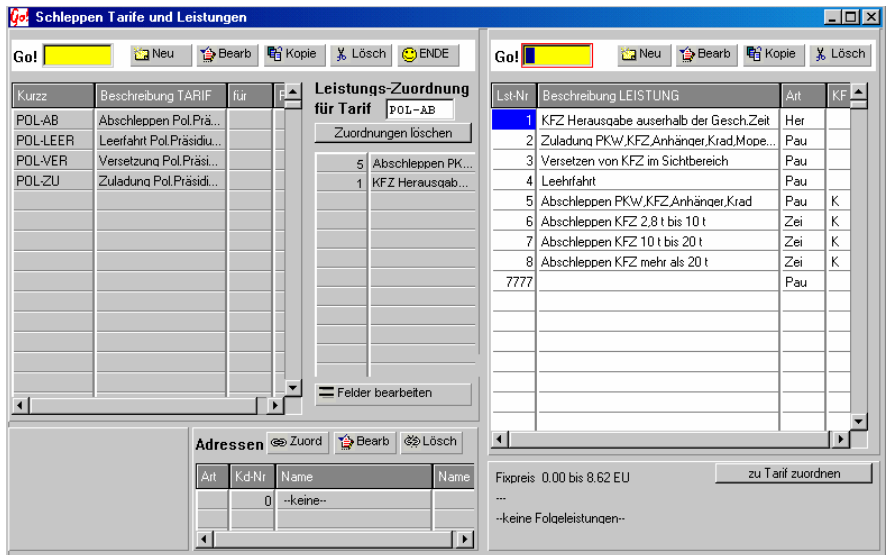 Go! Schleppen Tarife und Leistungen
Go! Neu Bearb Kopie Lösch ENDE
Kurzz Beschreibung TARIF für
POL-AB Abschleppen Pol.Prä...
POL-LEER Leerfahrt Pol.Präsidiu...
POL-VER Versetzung Pol.Präsi...
POL-ZU Zuladung Pol.Präsidi...
Leistungs-Zuordnung
für Tarif POL-AB
Zuordnungen löschen
5 Abschleppen PK...
1 KFZ Herausgab...
Felder bearbeiten
Adressen Zuord Bearb Lösch
Art Kd-Nr Name Name
0 --keine--
Go! Neu Bearb Kopie Lösch
Lst-Nr Beschreibung LEISTUNG Art KF
1 KFZ Herausgabe auserhalb der Gesch.Zeit Her
2 Zuladung PKW,KFZ,Anhänger,Krad,Mope... Pau
3 Versetzen von KFZ im Sichtbereich Pau
4 Leehrfahrt Pau
5 Abschleppen PKW,KFZ,Anhänger,Krad Pau K
6 Abschleppen KFZ 2,8 t bis 10 t Zei K
7 Abschleppen KFZ 10 t bis 20 t Zei K
8 Abschleppen KFZ mehr als 20 t Zei K
7777 Pau
Fixpreis 0.00 bis 8.62 EU
zu Tarif zuordnen
---
--keine Folgeleistungen--